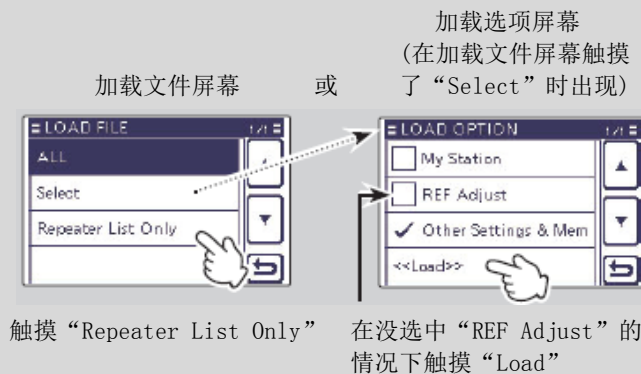 加载选项屏幕
(在加载文件屏幕触摸
加载文件屏幕 或 了“Select”时出现)
LOAD FILE 1/1
ALL
Select
Repeater List Only
LOAD OPTION 1/1
My Station
REF Adjust
Other Settings & Mem
<<Load>>
触摸“Repeater List Only”
在没选中“REF Adjust”的
情况下触摸“Load”